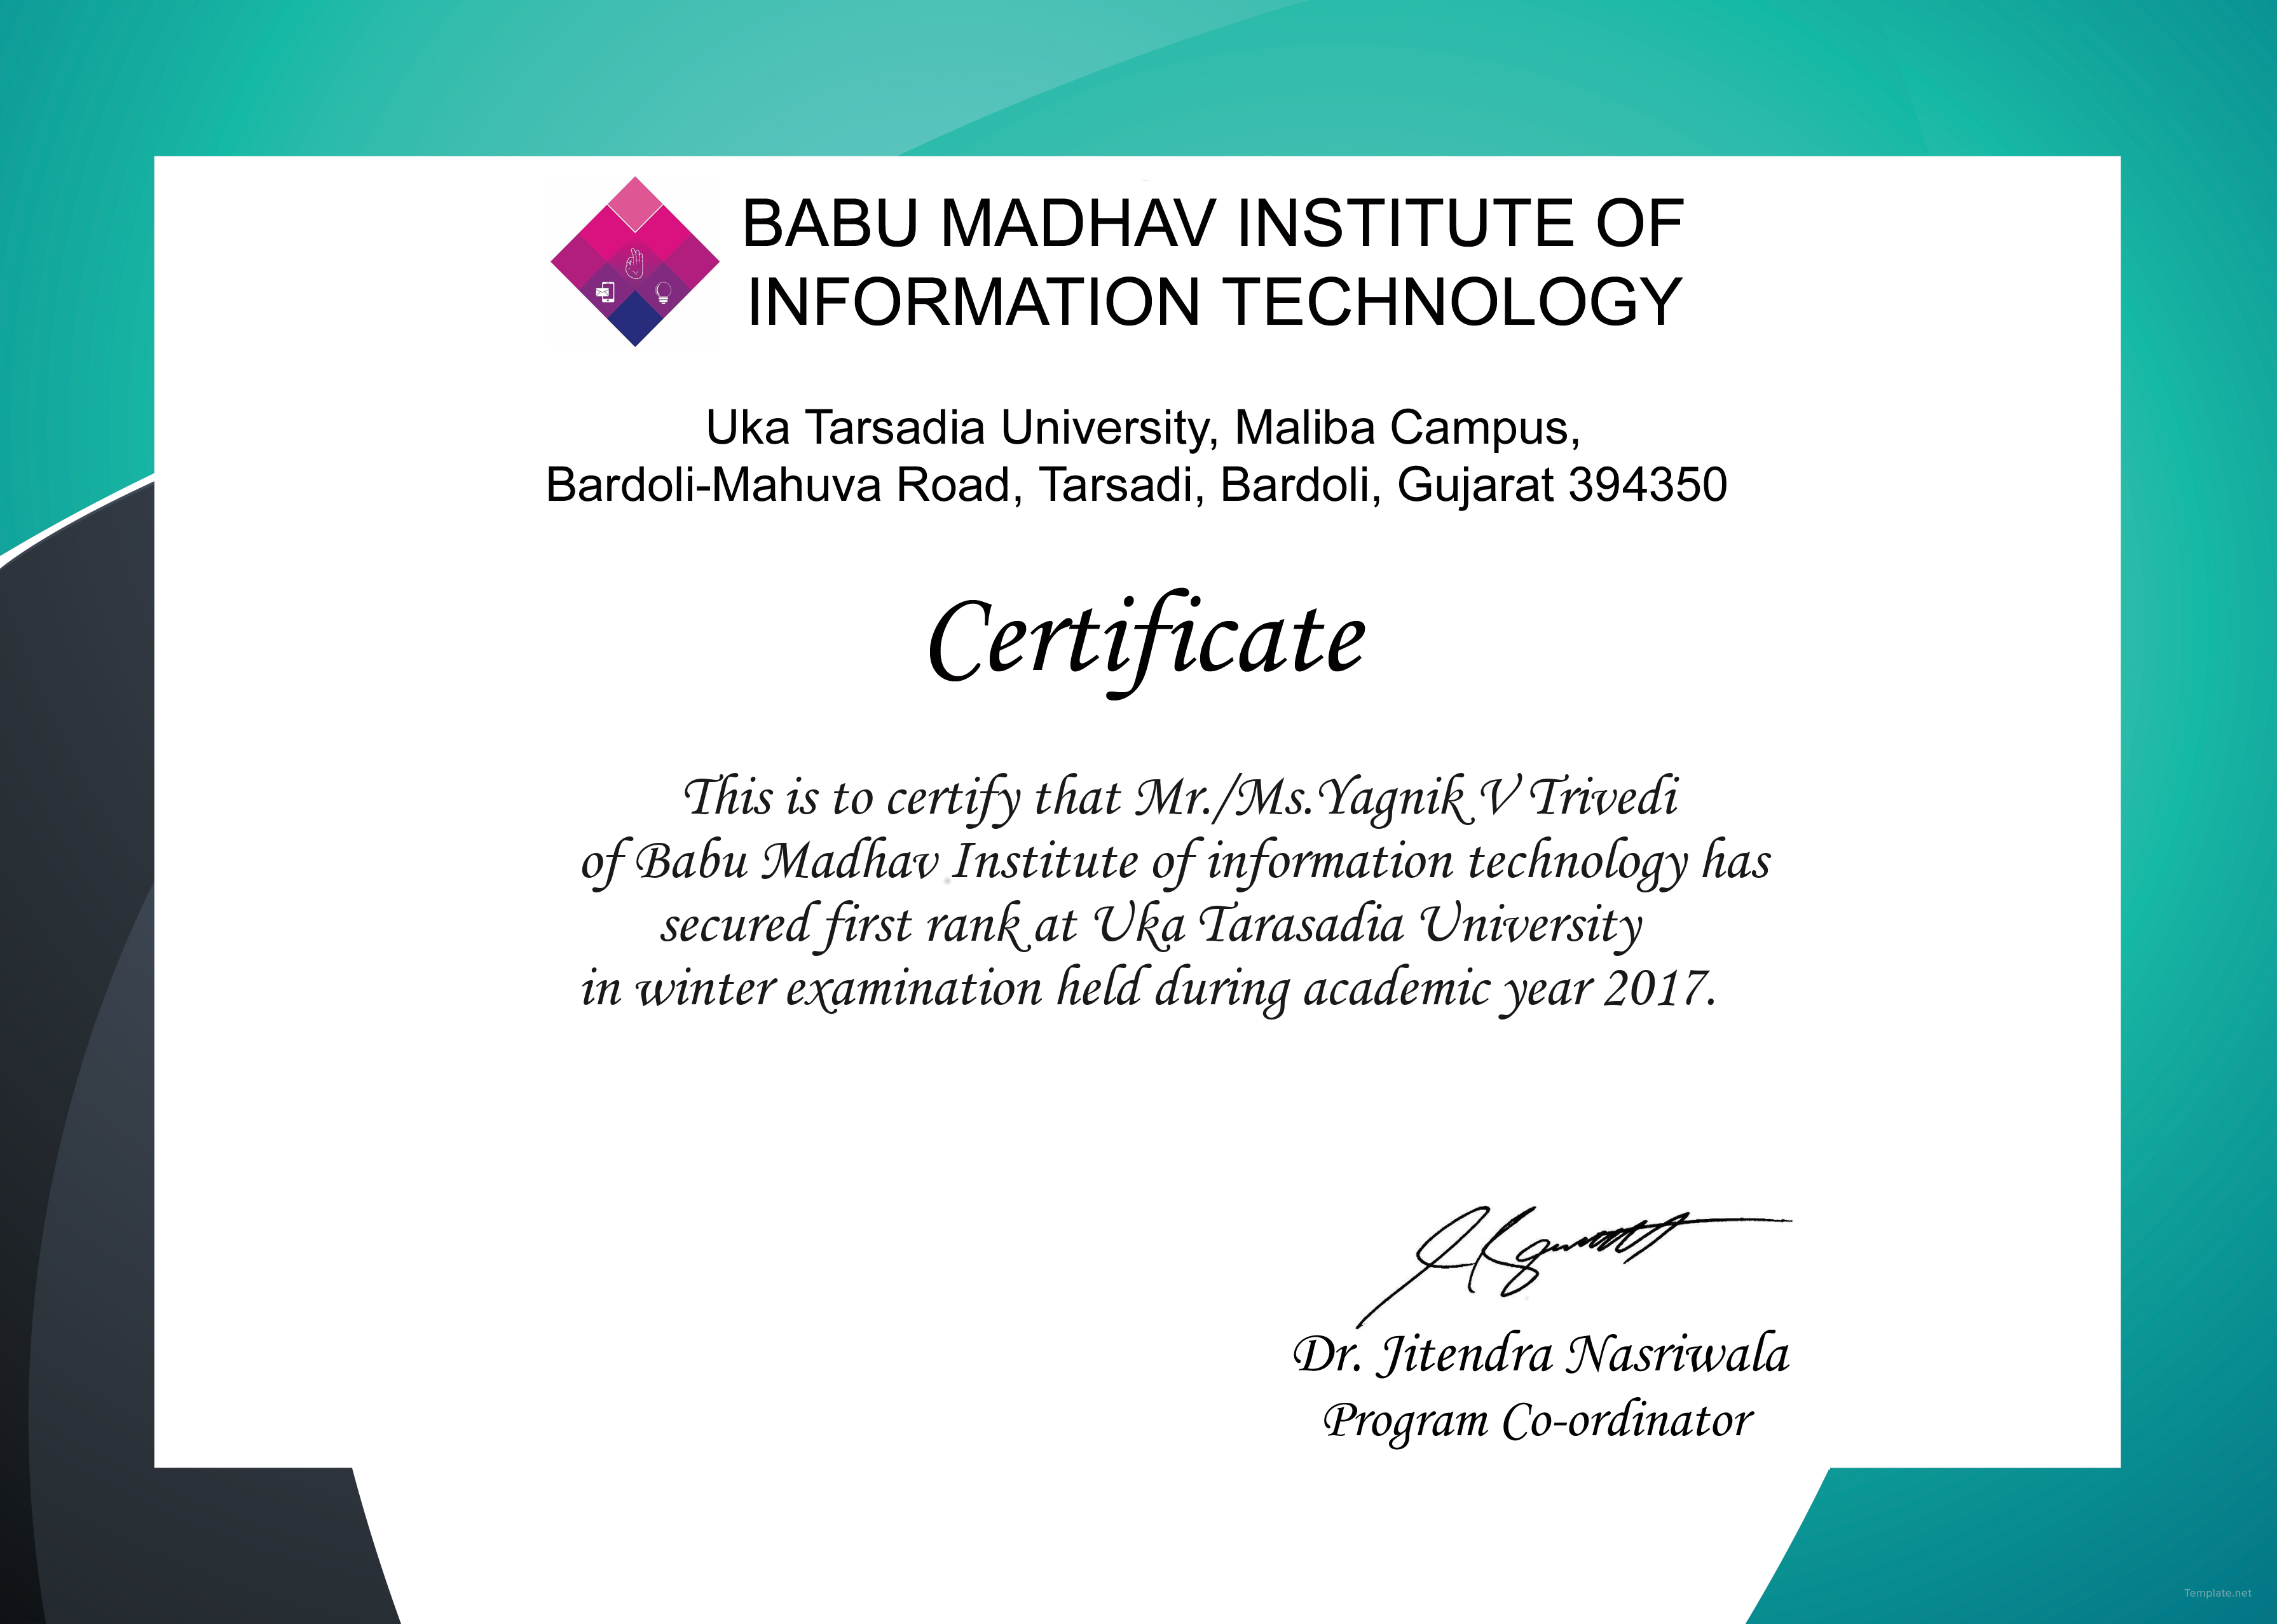 BABU MADHAV INSTITUTE OF
INFORMATION TECHNOLOGY
Uka Tarsadia University, Maliba Campus,
Bardoli-Mahuva Road, Tarsadi, Bardoli, Gujarat 394350
Certificate
This is to certify that Mr./Ms.Yagnik V Trivedi
of Babu Madhav Institute of information technology has
secured first rank at Uka Tarasadia University
in winter examination held during academic year 2017.
Dr. Jitendra Nasriwala
Program Co-ordinator
Template.net